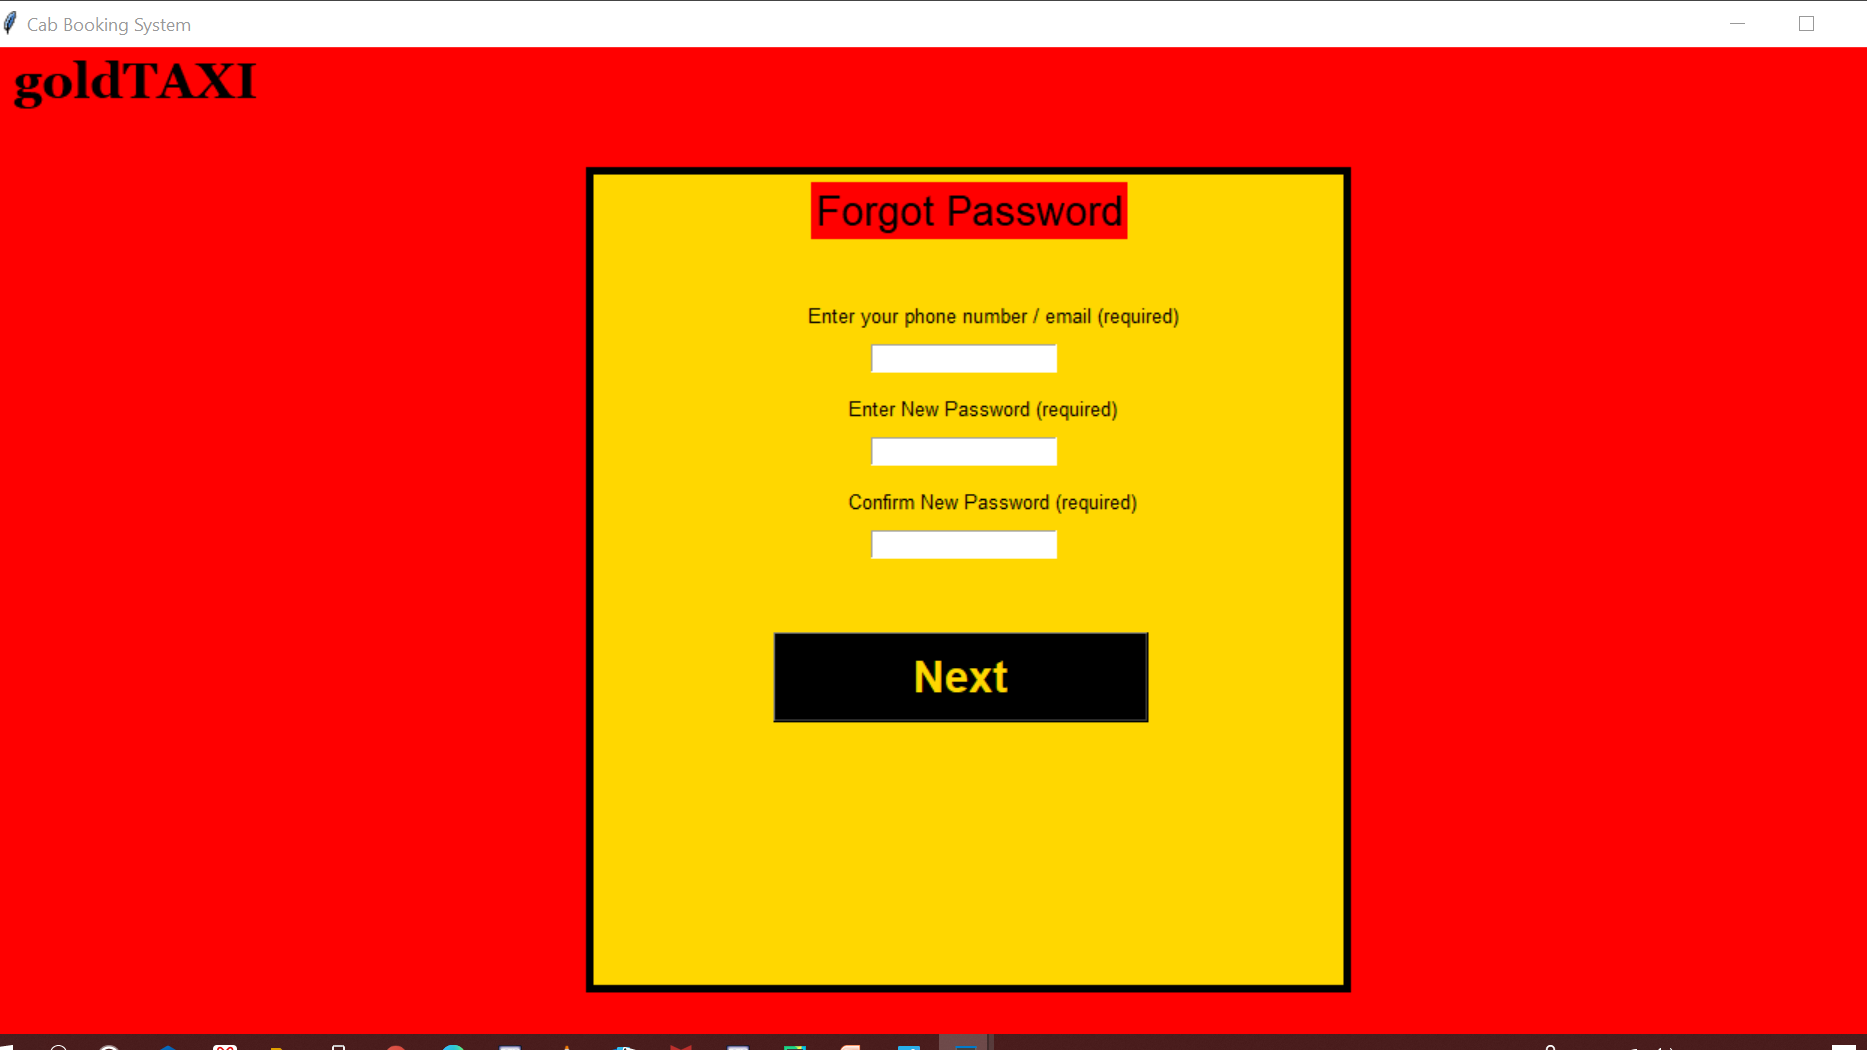 Cab Booking System
goldTAXI
Forgot Password
Enter your phone number / email (required)
Enter New Password (required)
Confirm New Password (required)
Next